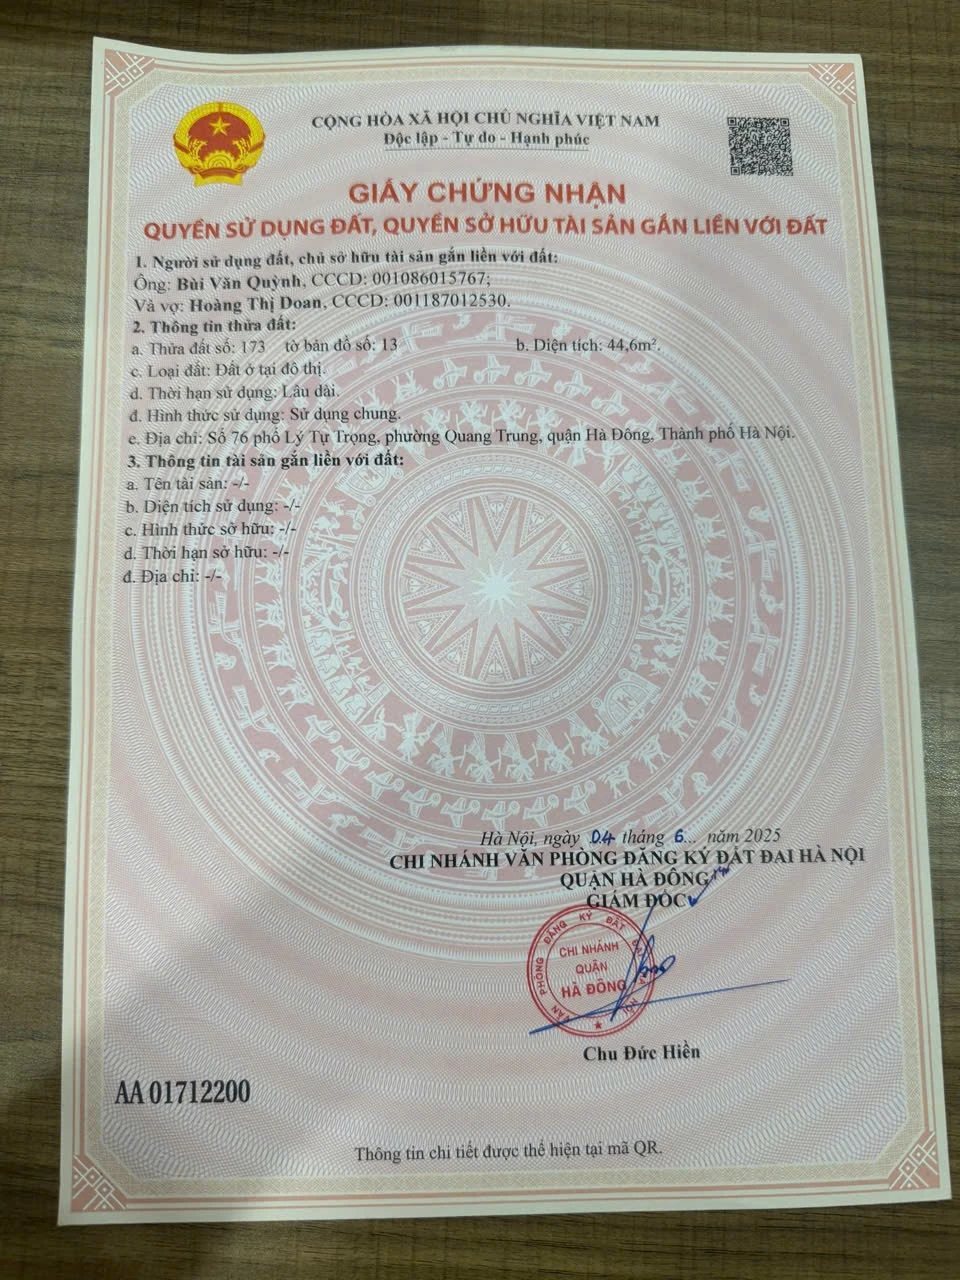 CỘNG HÒA XÃ HỘI CHỦ NGHĨA VIỆT NAM
Độc lập - Tự do - Hạnh phúc
GIẤY CHỨNG NHẬN
QUYỀN SỬ DỤNG ĐẤT, QUYỀN SỞ HỮU TÀI SẢN GẮN LIỀN VỚI ĐẤT
1. Người sử dụng đất, chủ sở hữu tài sản gắn liền với đất:
Ông: Bùi Văn Quỳnh, CCCD: 001086015767;
Và vợ: Hoàng Thị Doan, CCCD: 001187012530.
2. Thông tin thửa đất:
a. Thửa đất số: 173 tờ bản đồ số: 13 b. Diện tích: 44,6m².
c. Loại đất: Đất ở tại đô thị.
d. Thời hạn sử dụng: Lâu dài.
đ. Hình thức sử dụng: Sử dụng chung.
e. Địa chỉ: Số 76 phố Lý Tự Trọng, phường Quang Trung, quận Hà Đông, Thành phố Hà Nội.
3. Thông tin tài sản gắn liền với đất:
a. Tên tài sản: -/-
b. Diện tích sử dụng: -/-
c. Hình thức sở hữu: -/-
d. Thời hạn sở hữu: -/-
đ. Địa chỉ: -/-
Hà Nội, ngày 04 tháng 6... năm 2025
CHI NHÁNH VĂN PHÒNG ĐĂNG KÝ ĐẤT ĐAI HÀ NỘI
QUẬN HÀ ĐÔNG
GIÁM ĐỐC
VĂN PHÒNG ĐĂNG KÝ ĐẤT ĐAI HÀ NỘI
CHI NHÁNH
QUẬN
HÀ ĐÔNG
Chu Đức Hiền
AA 01712200
Thông tin chi tiết được thể hiện tại mã QR.